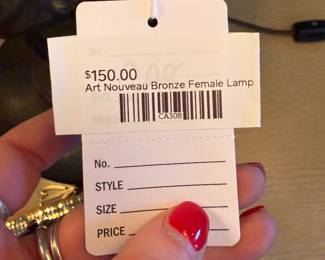 $150.00
Art Nouveau Bronze Female Lamp
CA308
No.
STYLE
SIZE
PRICE